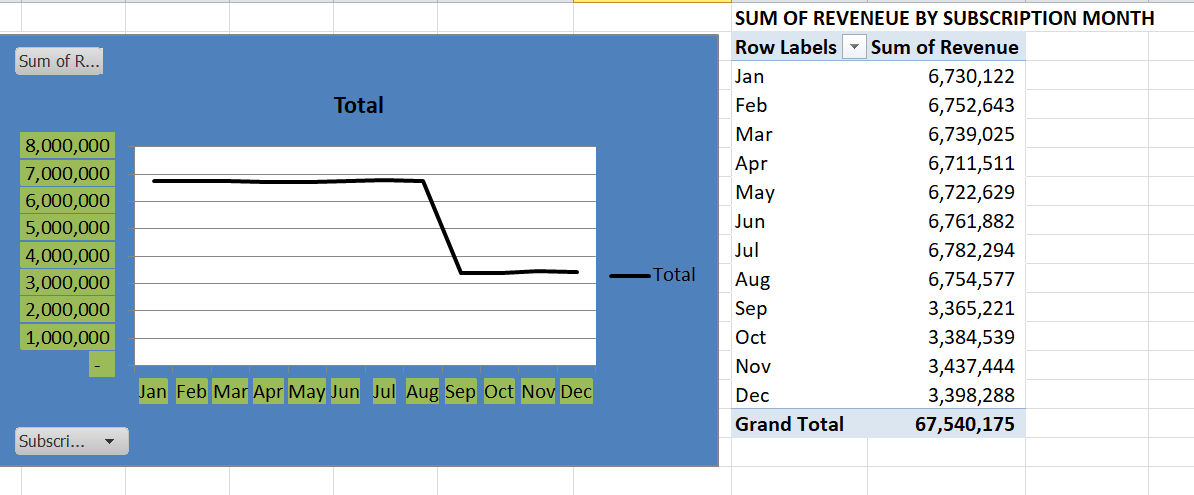 SUM OF REVENEUE BY SUBSCRIPTION MONTH
Sum of R...
Total
8,000,000
7,000,000
6,000,000
5,000,000
4,000,000
3,000,000
2,000,000
1,000,000
-
Jan Feb Mar Apr May Jun Jul Aug Sep Oct Nov Dec
Total
Subscri...
Row Labels Sum of Revenue
Jan 6,730,122
Feb 6,752,643
Mar 6,739,025
Apr 6,711,511
May 6,722,629
Jun 6,761,882
Jul 6,782,294
Aug 6,754,577
Sep 3,365,221
Oct 3,384,539
Nov 3,437,444
Dec 3,398,288
Grand Total 67,540,175